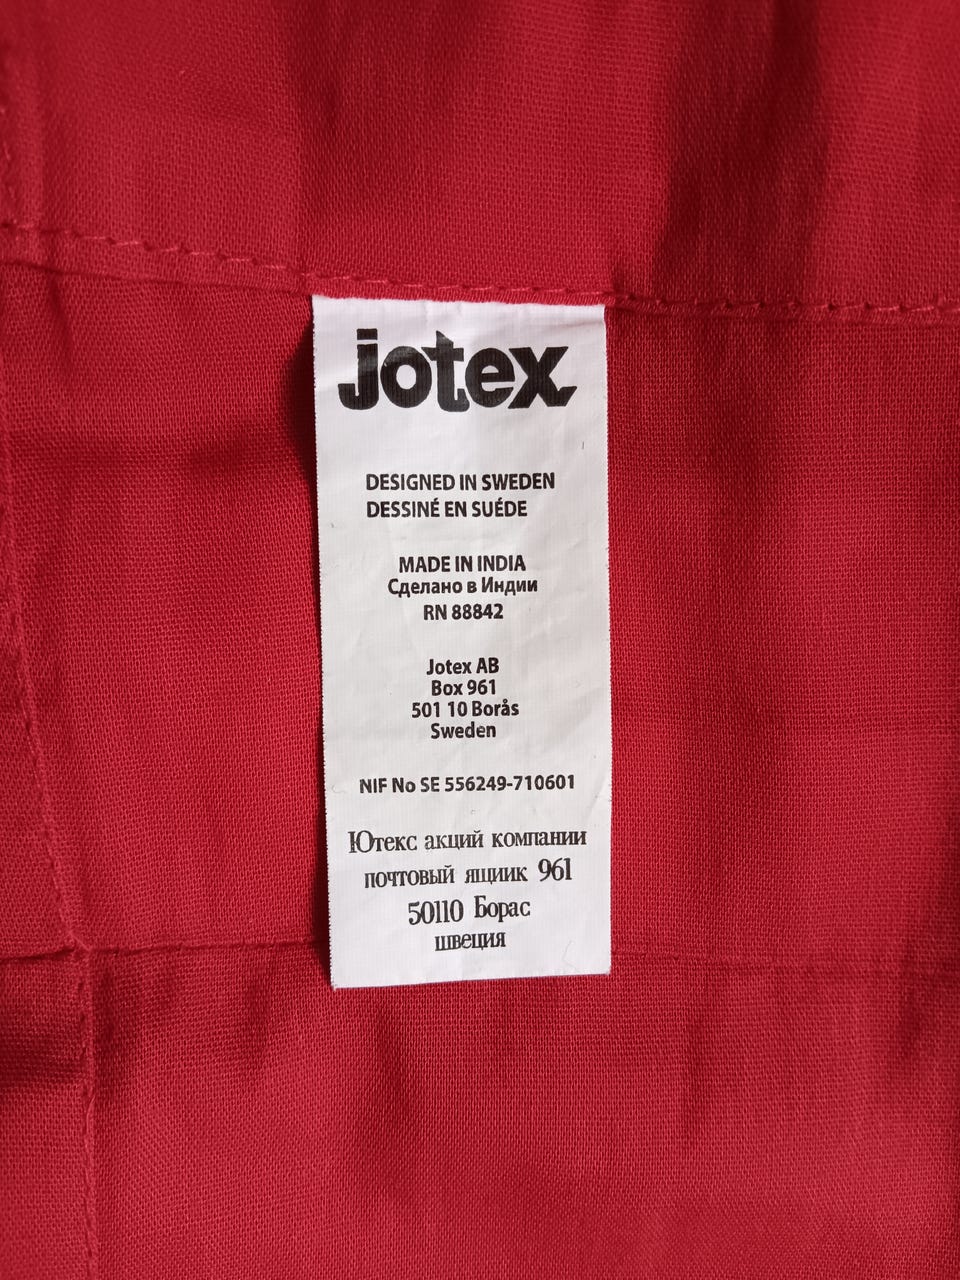 jotex
DESIGNED IN SWEDEN
DESSINÉ EN SUÉDE
MADE IN INDIA
Сделано в Индии
RN 88842
Jotex AB
Box 961
501 10 Borås
Sweden
NIF No SE 556249-710601
Ютекс акций компании
почтовый ящиик 961
50110 Борас
швеция